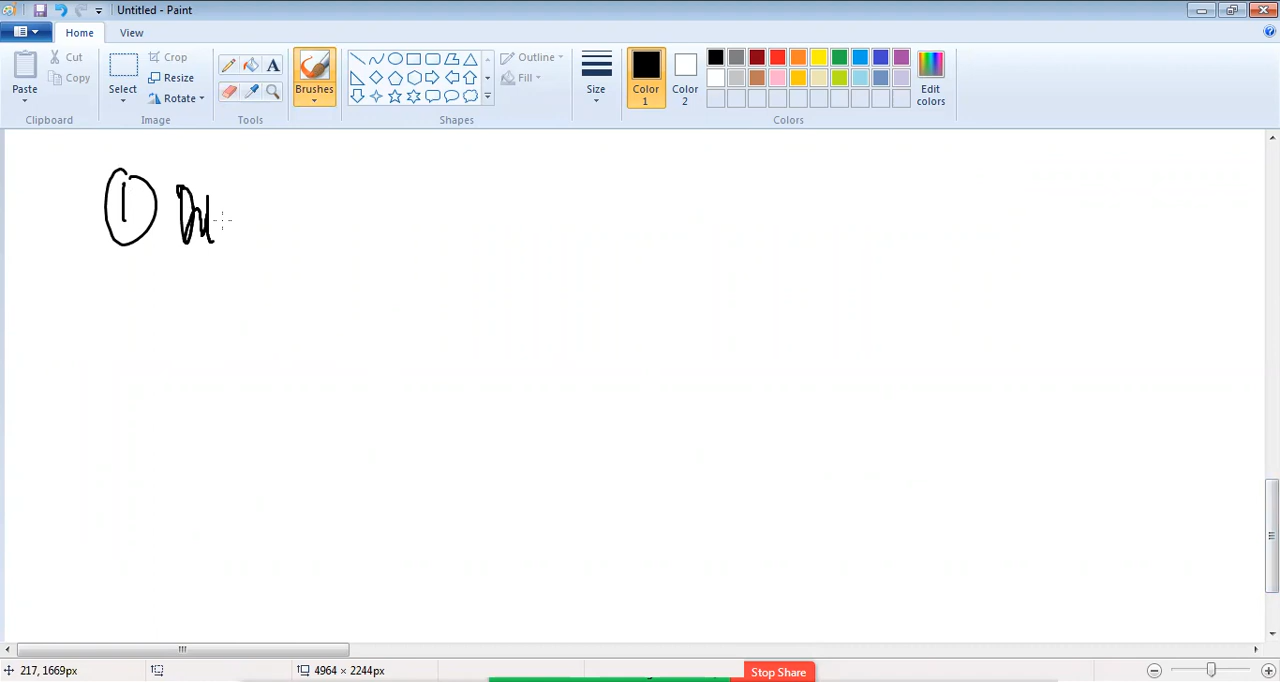 Untitled - Paint
Home
View
Paste
Cut
Copy
Clipboard
Select
Crop
Resize
Rotate
Image
A
Tools
Brushes
Outline
Fill
Shapes
Size
Color 1
Color 2
Edit colors
Colors
①
217, 1669px
4964 × 2244px
Stop Share